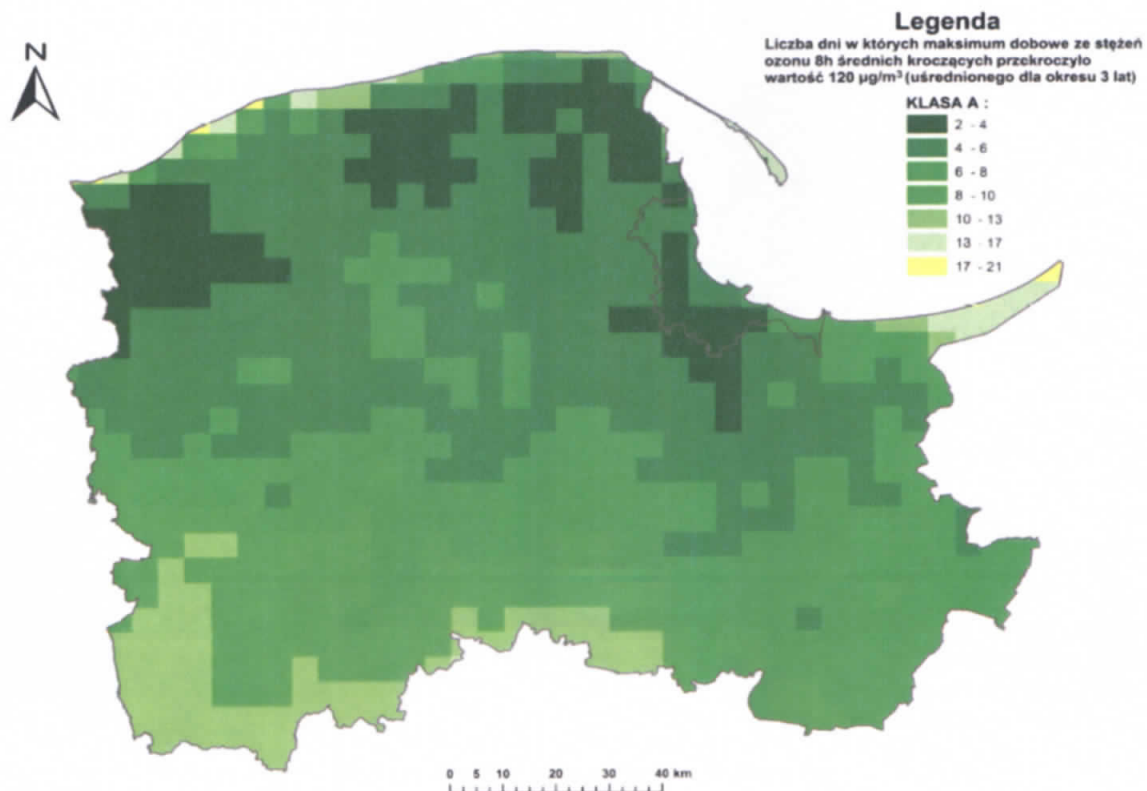 Legenda
Liczba dni w których maksimum dobowe ze stężeń
ozonu 8h średnich kroczących przekroczyło
wartość 120 µg/m³ (uśrednionego dla okresu 3 lat)
N
KLASA A :
2 - 4
4 - 6
6 - 8
8 - 10
10 - 13
13 - 17
17 - 21
0 5 10 20 30 40 km